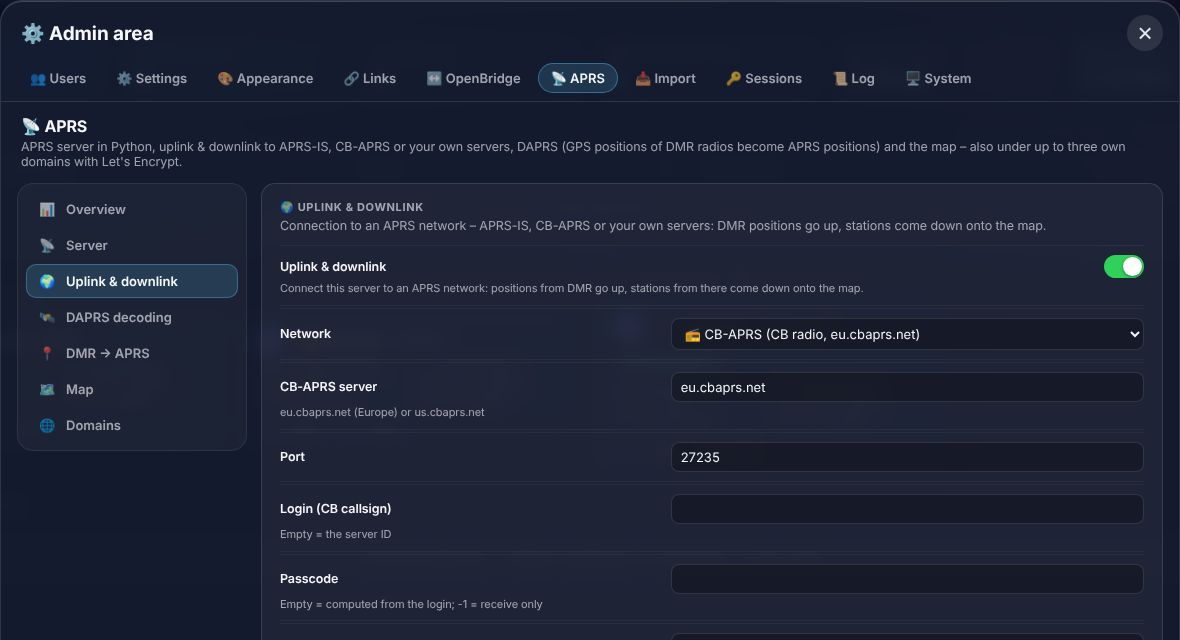 ⚙️ Admin area
✕
👥 Users ⚙️ Settings 🎨 Appearance 🔗 Links ↔️ OpenBridge 📡 APRS 📥 Import 🔑 Sessions 📜 Log 🖥️ System
📡 APRS
APRS server in Python, uplink & downlink to APRS-IS, CB-APRS or your own servers, DAPRS (GPS positions of DMR radios become APRS positions) and the map – also under up to three own
domains with Let's Encrypt.
📊 Overview
📡 Server
🌍 Uplink & downlink
🛰️ DAPRS decoding
📍 DMR → APRS
🗺️ Map
🌐 Domains
🌍 UPLINK & DOWNLINK
Connection to an APRS network – APRS-IS, CB-APRS or your own servers: DMR positions go up, stations come down onto the map.
Uplink & downlink
Connect this server to an APRS network: positions from DMR go up, stations from there come down onto the map.
Network
📻 CB-APRS (CB radio, eu.cbaprs.net)
CB-APRS server
eu.cbaprs.net
eu.cbaprs.net (Europe) or us.cbaprs.net
Port
27235
Login (CB callsign)
Empty = the server ID
Passcode
Empty = computed from the login; -1 = receive only